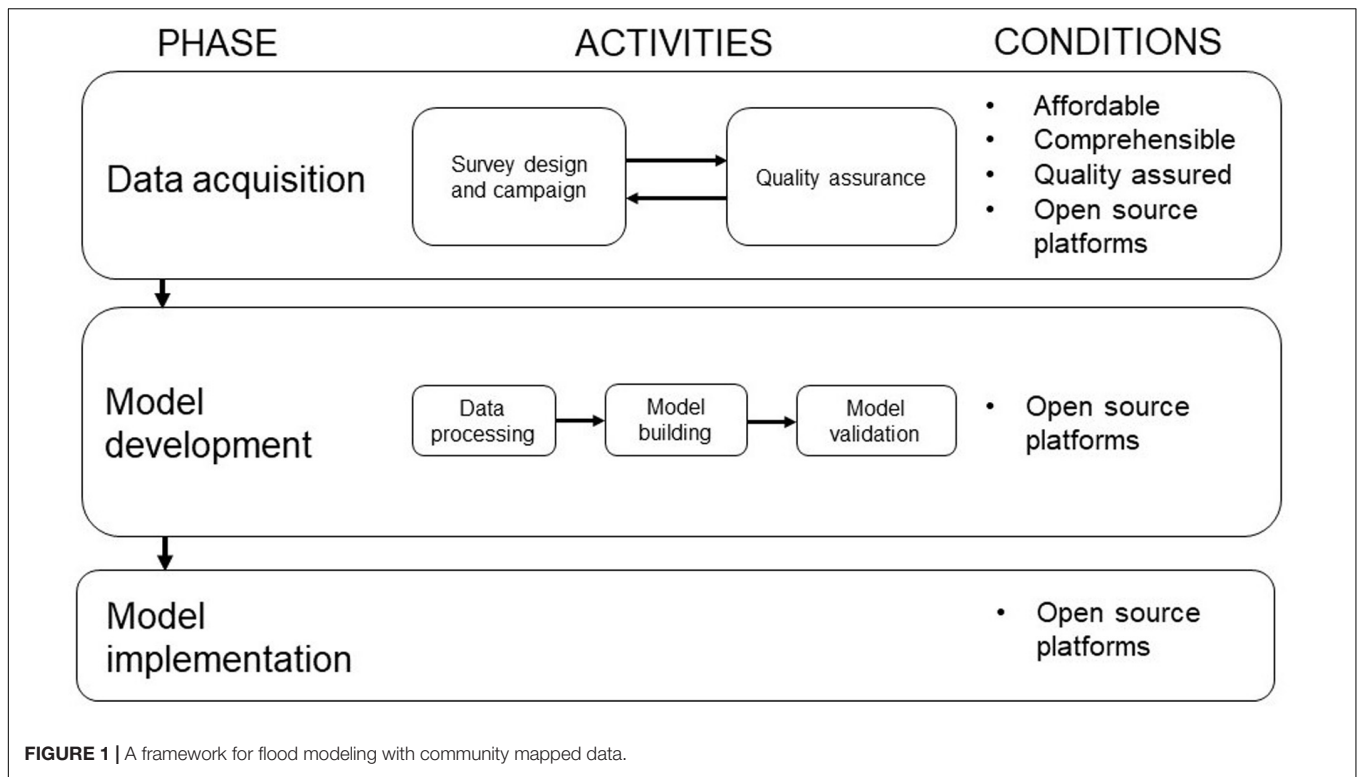 PHASE ACTIVITIES CONDITIONS
Data acquisition
Survey design
and campaign
Quality assurance
• Affordable
• Comprehensible
• Quality assured
• Open source
platforms
Model
development
Data
processing
Model
building
Model
validation
• Open source
platforms
Model
implementation
• Open source
platforms
FIGURE 1 | A framework for flood modeling with community mapped data.